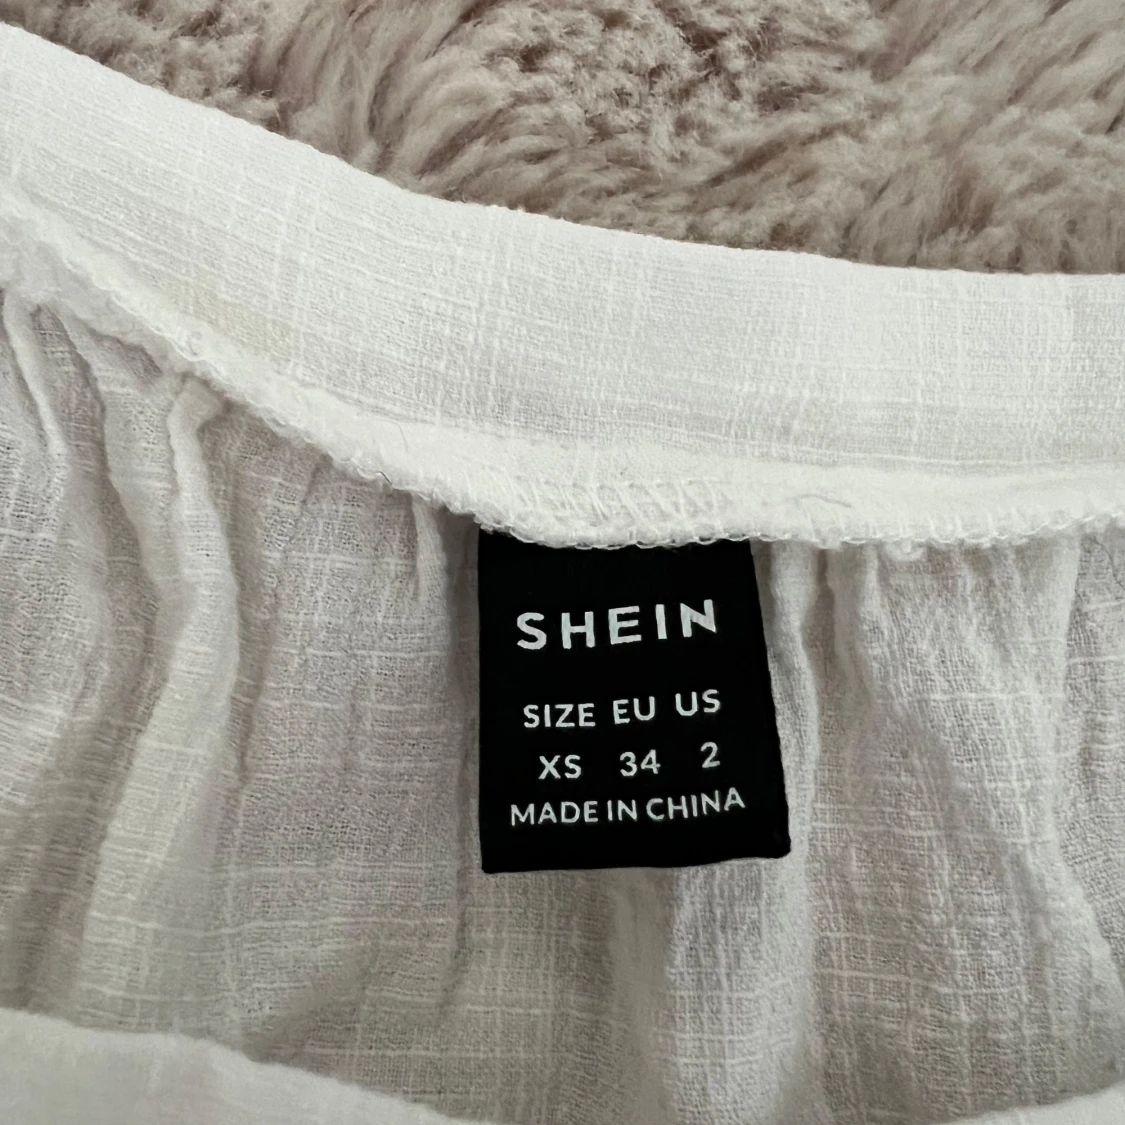 SHEIN
SIZE EU US
XS 34 2
MADE IN CHINA